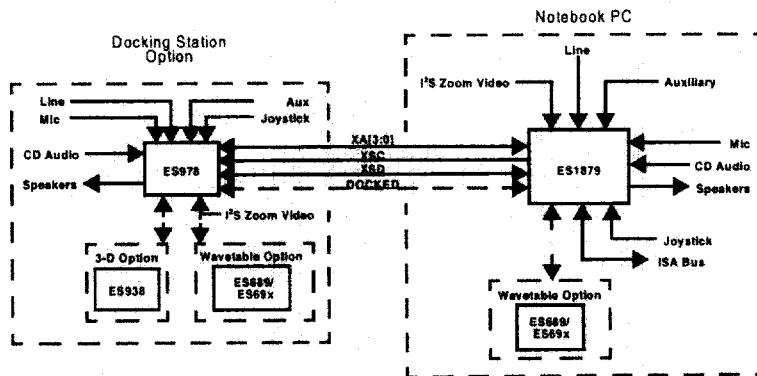 Notebook PC
Docking Station
Option
Line
I²S Zoom Video
Auxiliary
Line
Mic
Aux
Joystick
XA[3:0]
XSC
XSD
DOCKED
CD Audio
ES978
Speakers
ES1879
Mic
CD Audio
Speakers
I²S Zoom Video
Joystick
ISA Bus
3-D Option
ES938
Wavetable Option
ES689/
ES69x
Wavetable Option
ES689/
ES69x